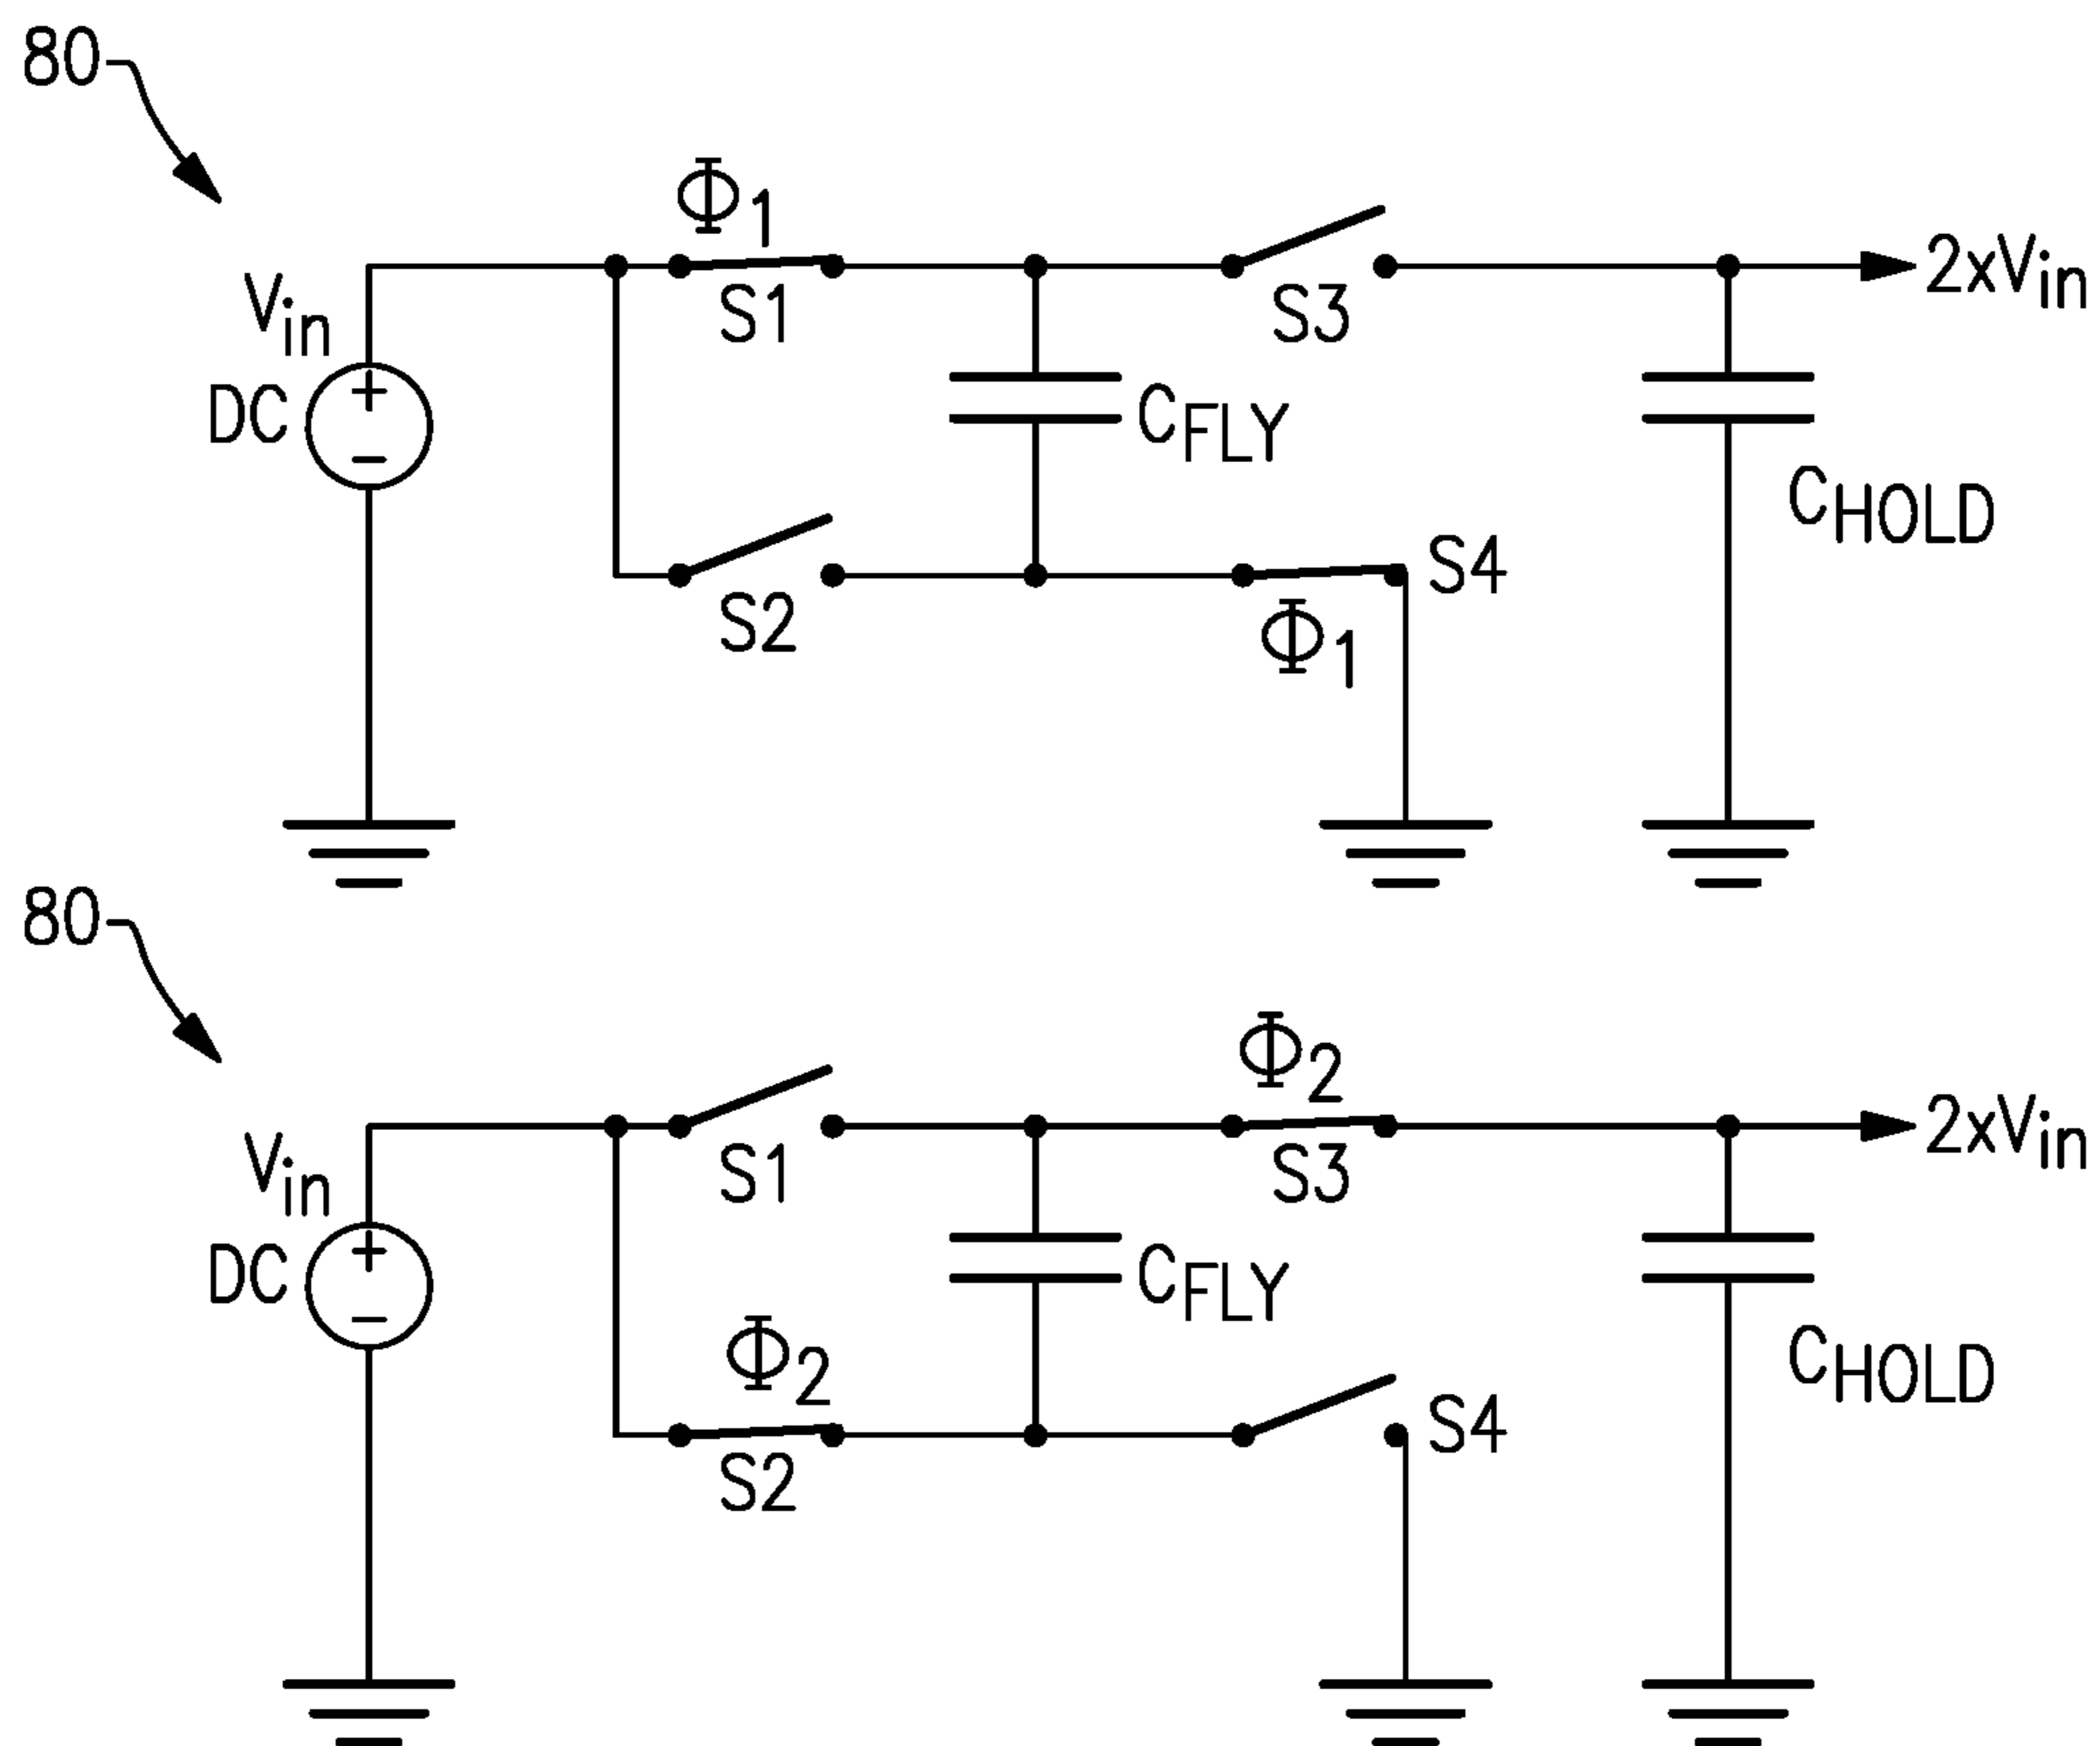 80
Φ1
Vin
S1
S3
2xVin
DC
+
−
CFLY
CHOLD
S2
S4
Φ1
80
Φ2
Vin
S1
S3
2xVin
DC
+
−
CFLY
CHOLD
Φ2
S2
S4